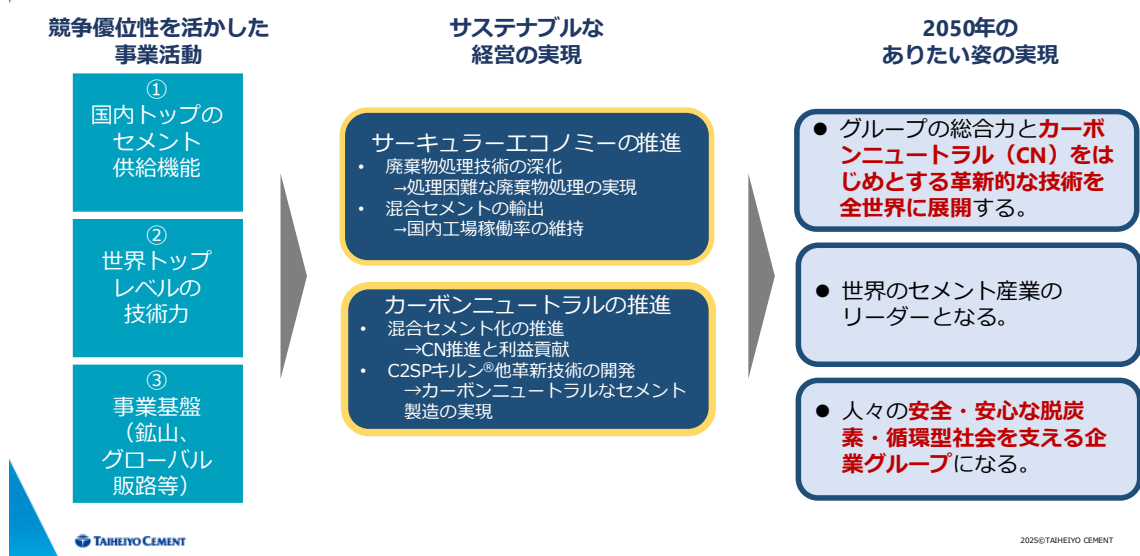 競争優位性を活かした
事業活動
サステナブルな
経営の実現
2050年の
ありたい姿の実現
①
国内トップの
セメント
供給機能
②
世界トップ
レベルの
技術力
③
事業基盤
（鉱山、
グローバル
販路等）
サーキュラーエコノミーの推進
• 廃棄物処理技術の深化
→処理困難な廃棄物処理の実現
• 混合セメントの輸出
→国内工場稼働率の維持
カーボンニュートラルの推進
• 混合セメント化の推進
→CN推進と利益貢献
• C2SPキルン®他革新技術の開発
→カーボンニュートラルなセメント
製造の実現
● グループの総合力とカーボ
ンニュートラル（CN）をは
じめとする革新的な技術を
全世界に展開する。
● 世界のセメント産業の
リーダーとなる。
● 人々の安全・安心な脱炭
素・循環型社会を支える企
業グループになる。
TAIHEIYO CEMENT
2025©TAIHEIYO CEMENT